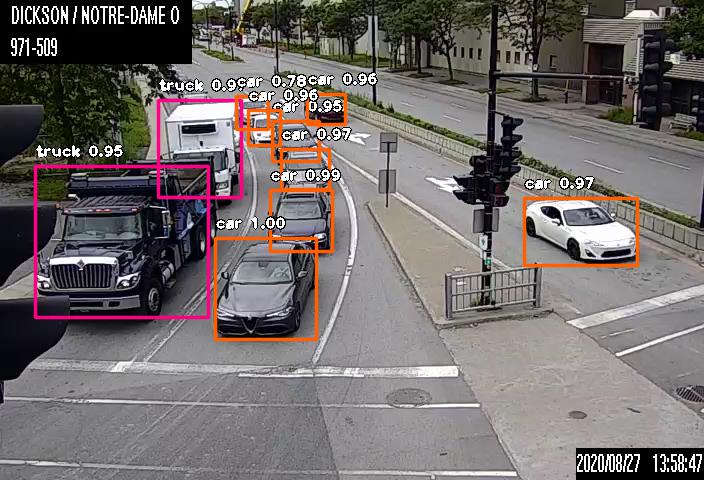 DICKSON / NOTRE-DAME O
971-509
truck 0.9
car 0.78
car 0.96
car 0.96
car 0.95
car 0.97
truck 0.95
car 0.99
car 0.97
car 1.00
2020/08/27 13:58:47